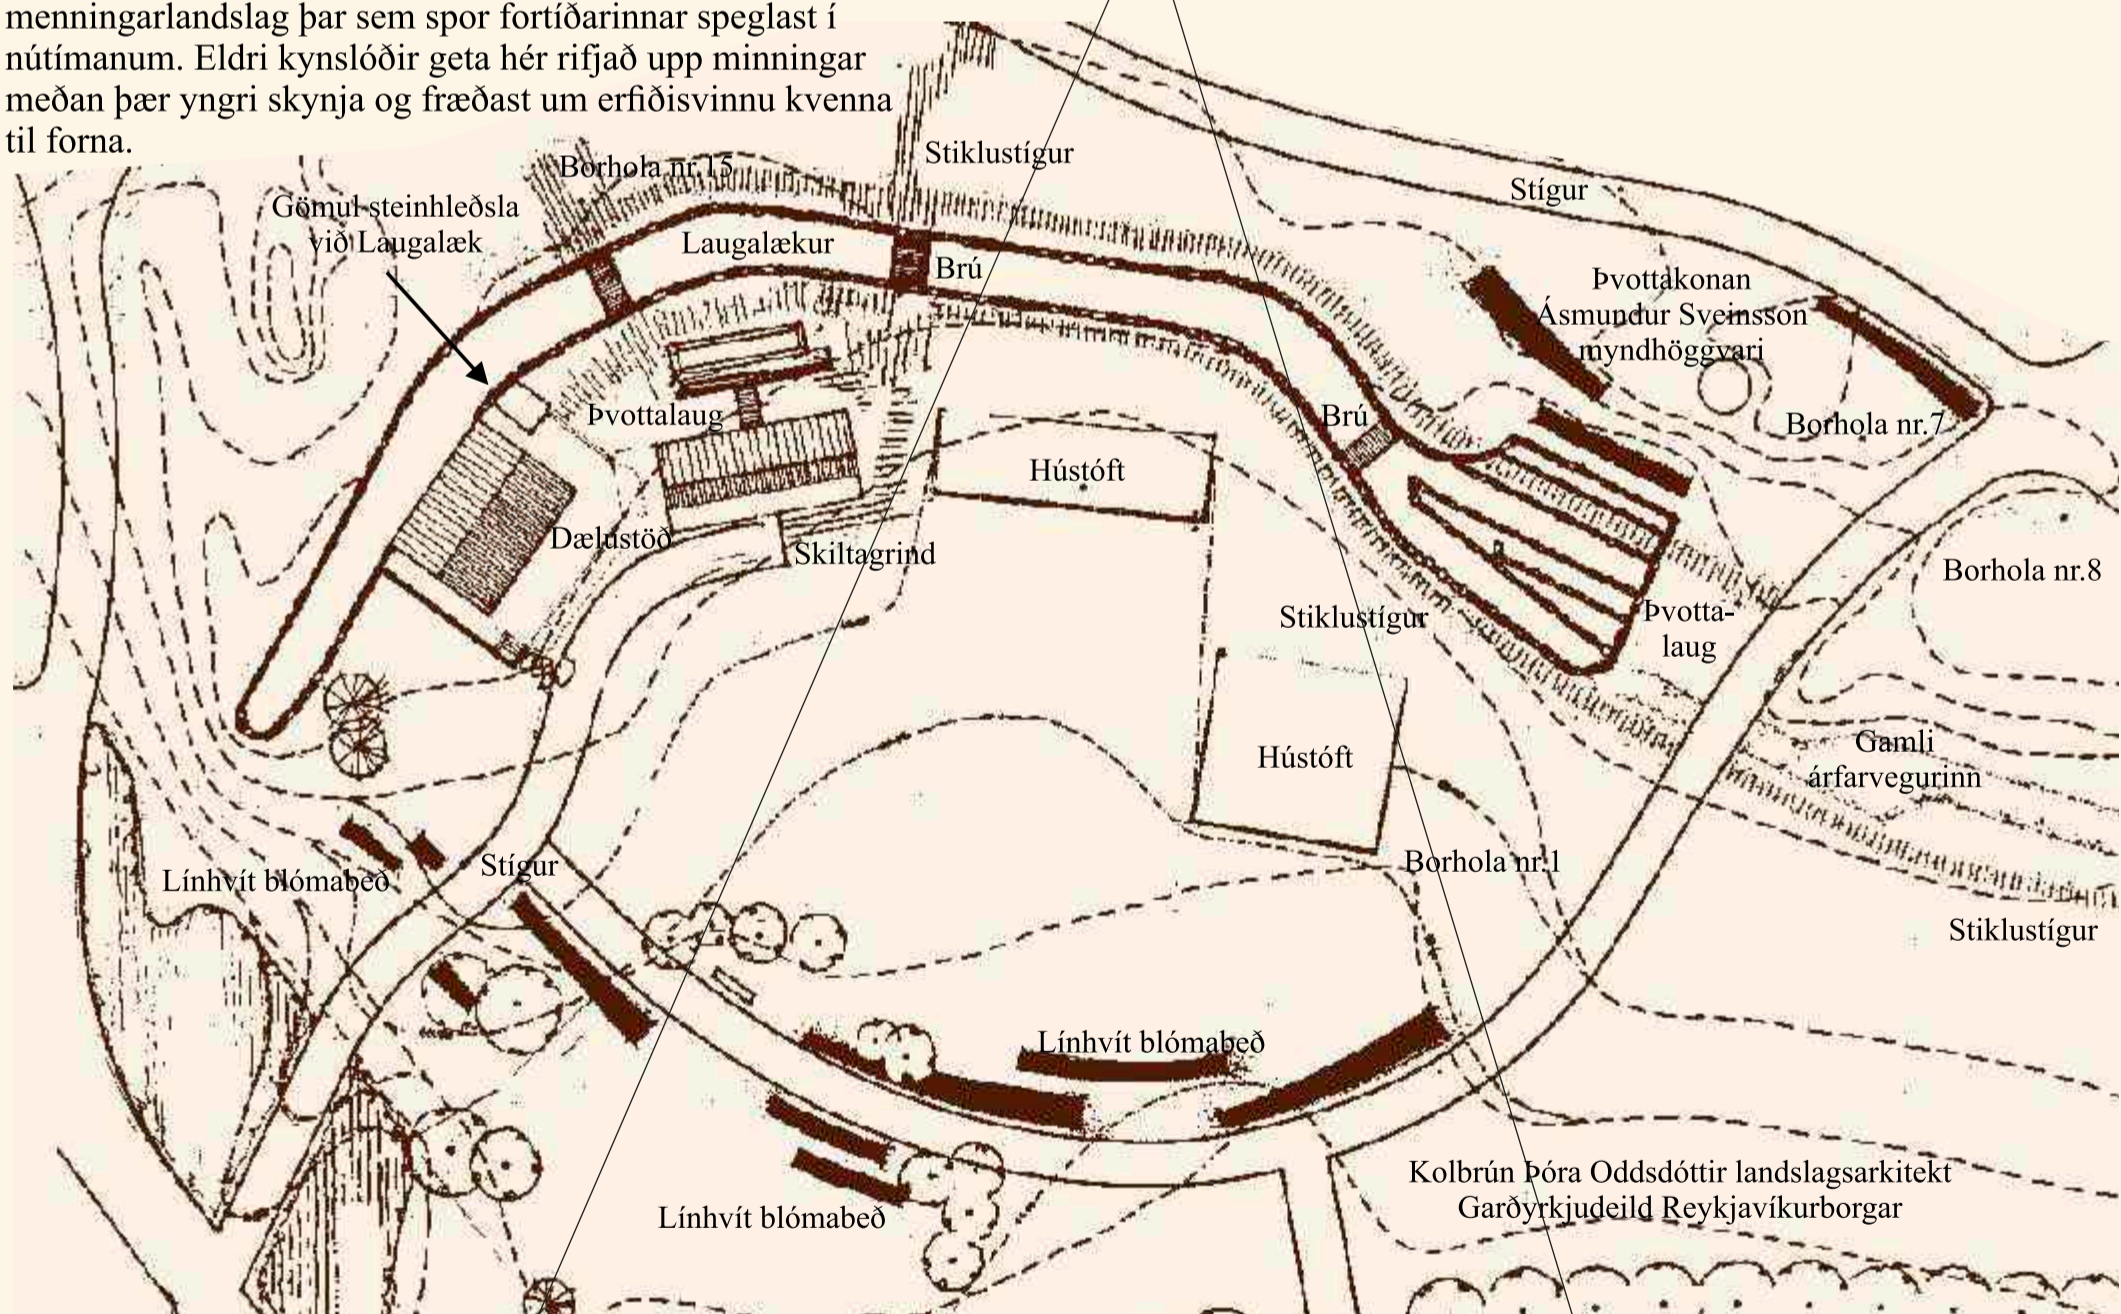 menningarlandslag þar sem spor fortíðarinnar speglast í
nútímanum. Eldri kynslóðir geta hér rifjað upp minningar
meðan þær yngri skynja og fræðast um erfiðisvinnu kvenna
til forna.
Borhola nr.15
Stiklustígur
Stígur
Gömul steinhleðsla
við Laugalæk
Laugalækur
Brú
Þvottakonan
Ásmundur Sveinsson
myndhöggvari
Þvottalaug
Brú
Borhola nr.7
Hústóft
Dælustöð
Skiltagrind
Borhola nr.8
Stiklustígur
Þvotta-
laug
Hústóft
Gamli
árfarvegurinn
Stígur
Borhola nr.1
Línhvít blómabeð
Stiklustígur
Línhvít blómabeð
Kolbrún Þóra Oddsdóttir landslagsarkitekt
Garðyrkjudeild Reykjavíkurborgar
Línhvít blómabeð